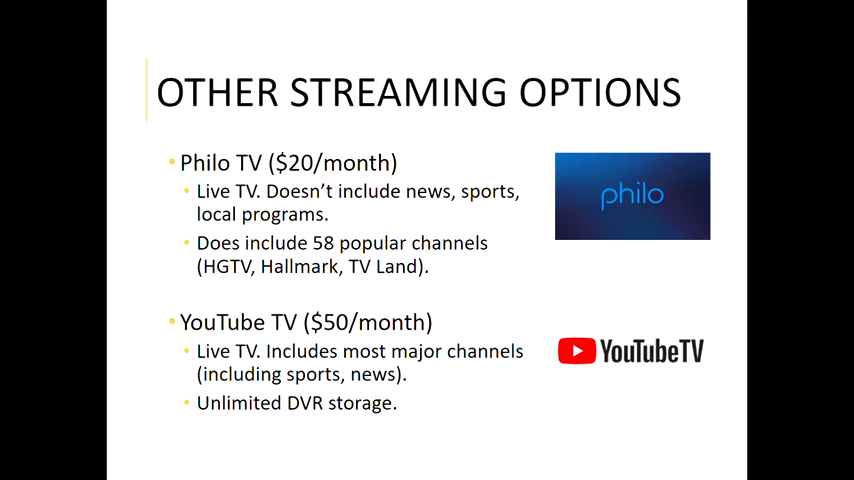 OTHER STREAMING OPTIONS
• Philo TV ($20/month)
• Live TV. Doesn’t include news, sports,
local programs.
• Does include 58 popular channels
(HGTV, Hallmark, TV Land).
philo
• YouTube TV ($50/month)
• Live TV. Includes most major channels
(including sports, news).
• Unlimited DVR storage.
YouTubeTV